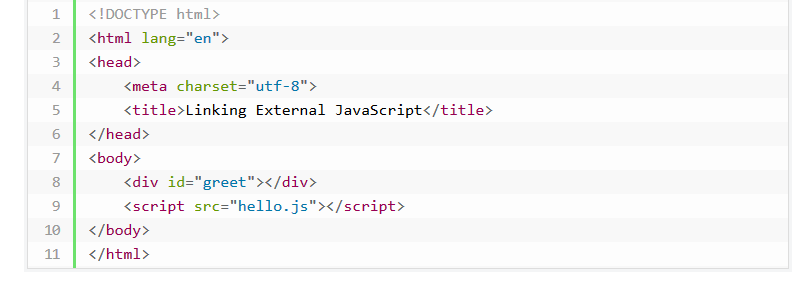 1 <!DOCTYPE html>
2 <html lang="en">
3 <head>
4     <meta charset="utf-8">
5     <title>Linking External JavaScript</title>
6 </head>
7 <body>
8     <div id="greet"></div>
9     <script src="hello.js"></script>
10 </body>
11 </html>